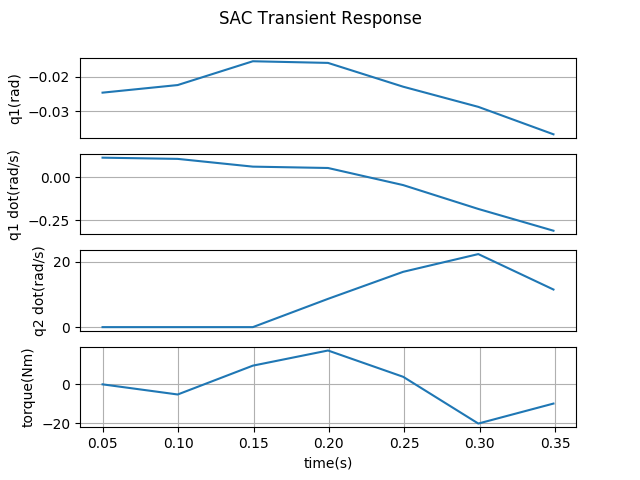 SAC Transient Response
q1(rad)
−0.02
−0.03
q1 dot(rad/s)
0.00
−0.25
q2 dot(rad/s)
20
0
torque(Nm)
0
−20
0.05 0.10 0.15 0.20 0.25 0.30 0.35
time(s)